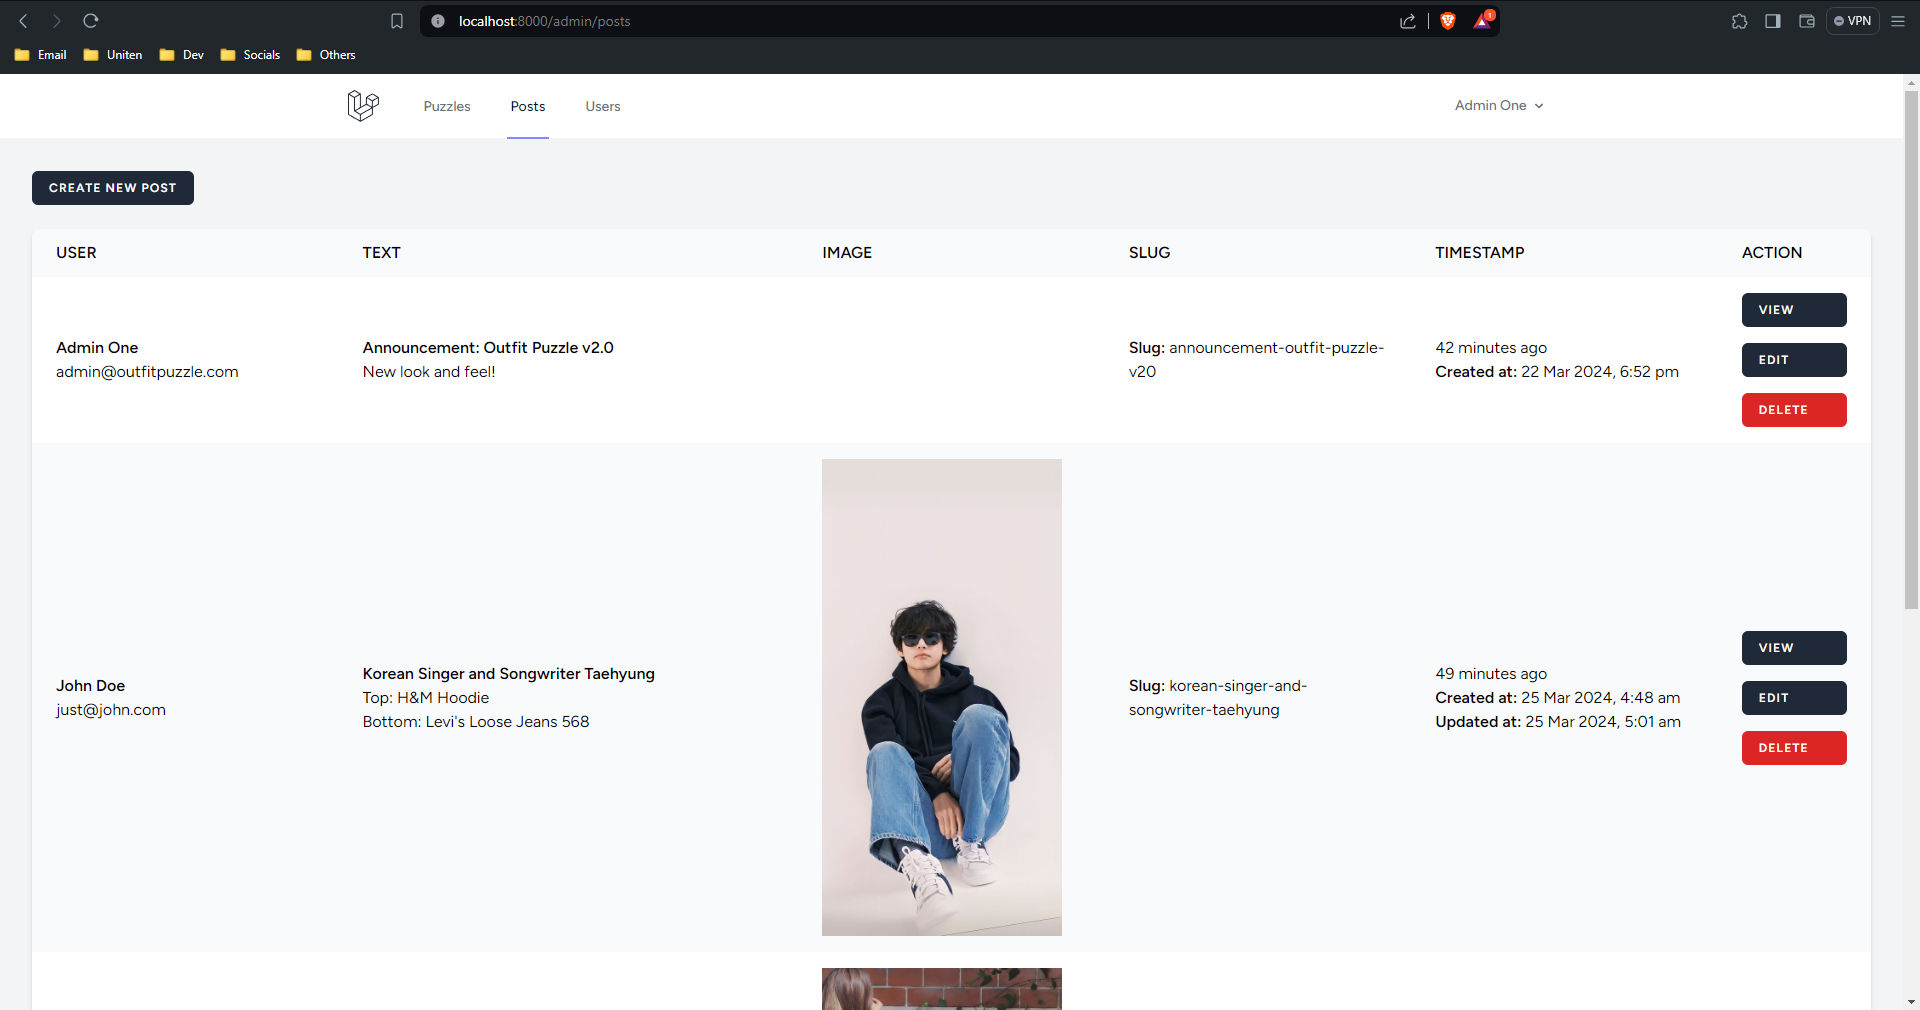 localhost:8000/admin/posts
1
VPN
Email Uniten Dev Socials Others
Puzzles Posts Users Admin One
CREATE NEW POST
USER TEXT IMAGE SLUG TIMESTAMP ACTION
Admin One
admin@outfitpuzzle.com
Announcement: Outfit Puzzle v2.0
New look and feel!
Slug: announcement-outfit-puzzle-
v20
42 minutes ago
Created at: 22 Mar 2024, 6:52 pm
VIEW
EDIT
DELETE
John Doe
just@john.com
Korean Singer and Songwriter Taehyung
Top: H&M Hoodie
Bottom: Levi's Loose Jeans 568
Slug: korean-singer-and-
songwriter-taehyung
49 minutes ago
Created at: 25 Mar 2024, 4:48 am
Updated at: 25 Mar 2024, 5:01 am
VIEW
EDIT
DELETE